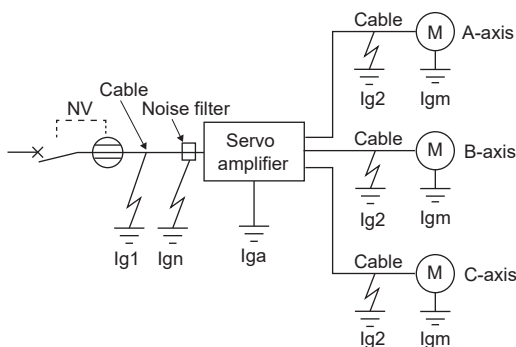 Cable
M
A-axis
Ig2
Igm
NV
Cable
Noise filter
Servo
amplifier
Cable
M
B-axis
Ig2
Igm
Ig1
Ign
Iga
Cable
M
C-axis
Ig2
Igm